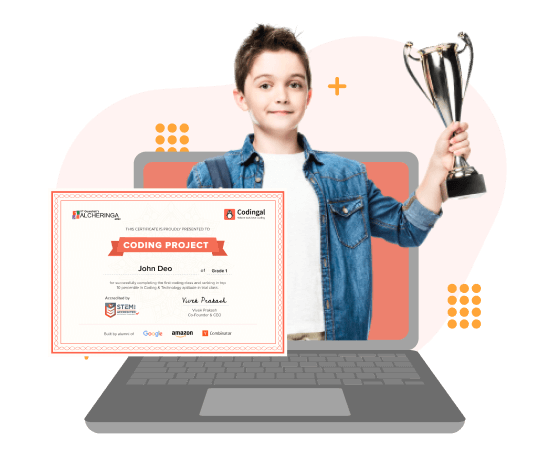 ALCHERINGA
Codingal
THIS CERTIFICATE IS PROUDLY PRESENTED TO
CODING PROJECT
John Deo of Grade 1
for successfully completing the first coding class and ranking in top
10 percentile in Coding & Technology aptitude in trial class.
Accredited by
STEM
Vivek Prakash
Vivek Prakash
Co-Founder & CEO
Built by alumni of
Google
amazon
Y Combinator